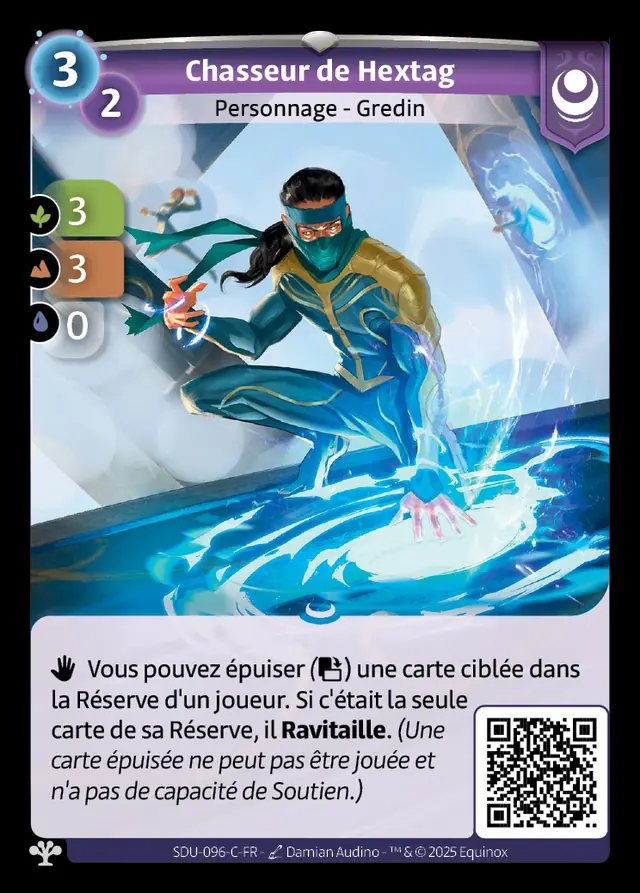 3
2
Chasseur de Hextag
Personnage - Gredin
3
3
0
Vous pouvez épuiser () une carte ciblée dans
la Réserve d'un joueur. Si c'était la seule
carte de sa Réserve, il Ravitaille. (Une
carte épuisée ne peut pas être jouée et
n'a pas de capacité de Soutien.)
SDU-096-C-FR - Damian Audino - ™ & © 2025 Equinox